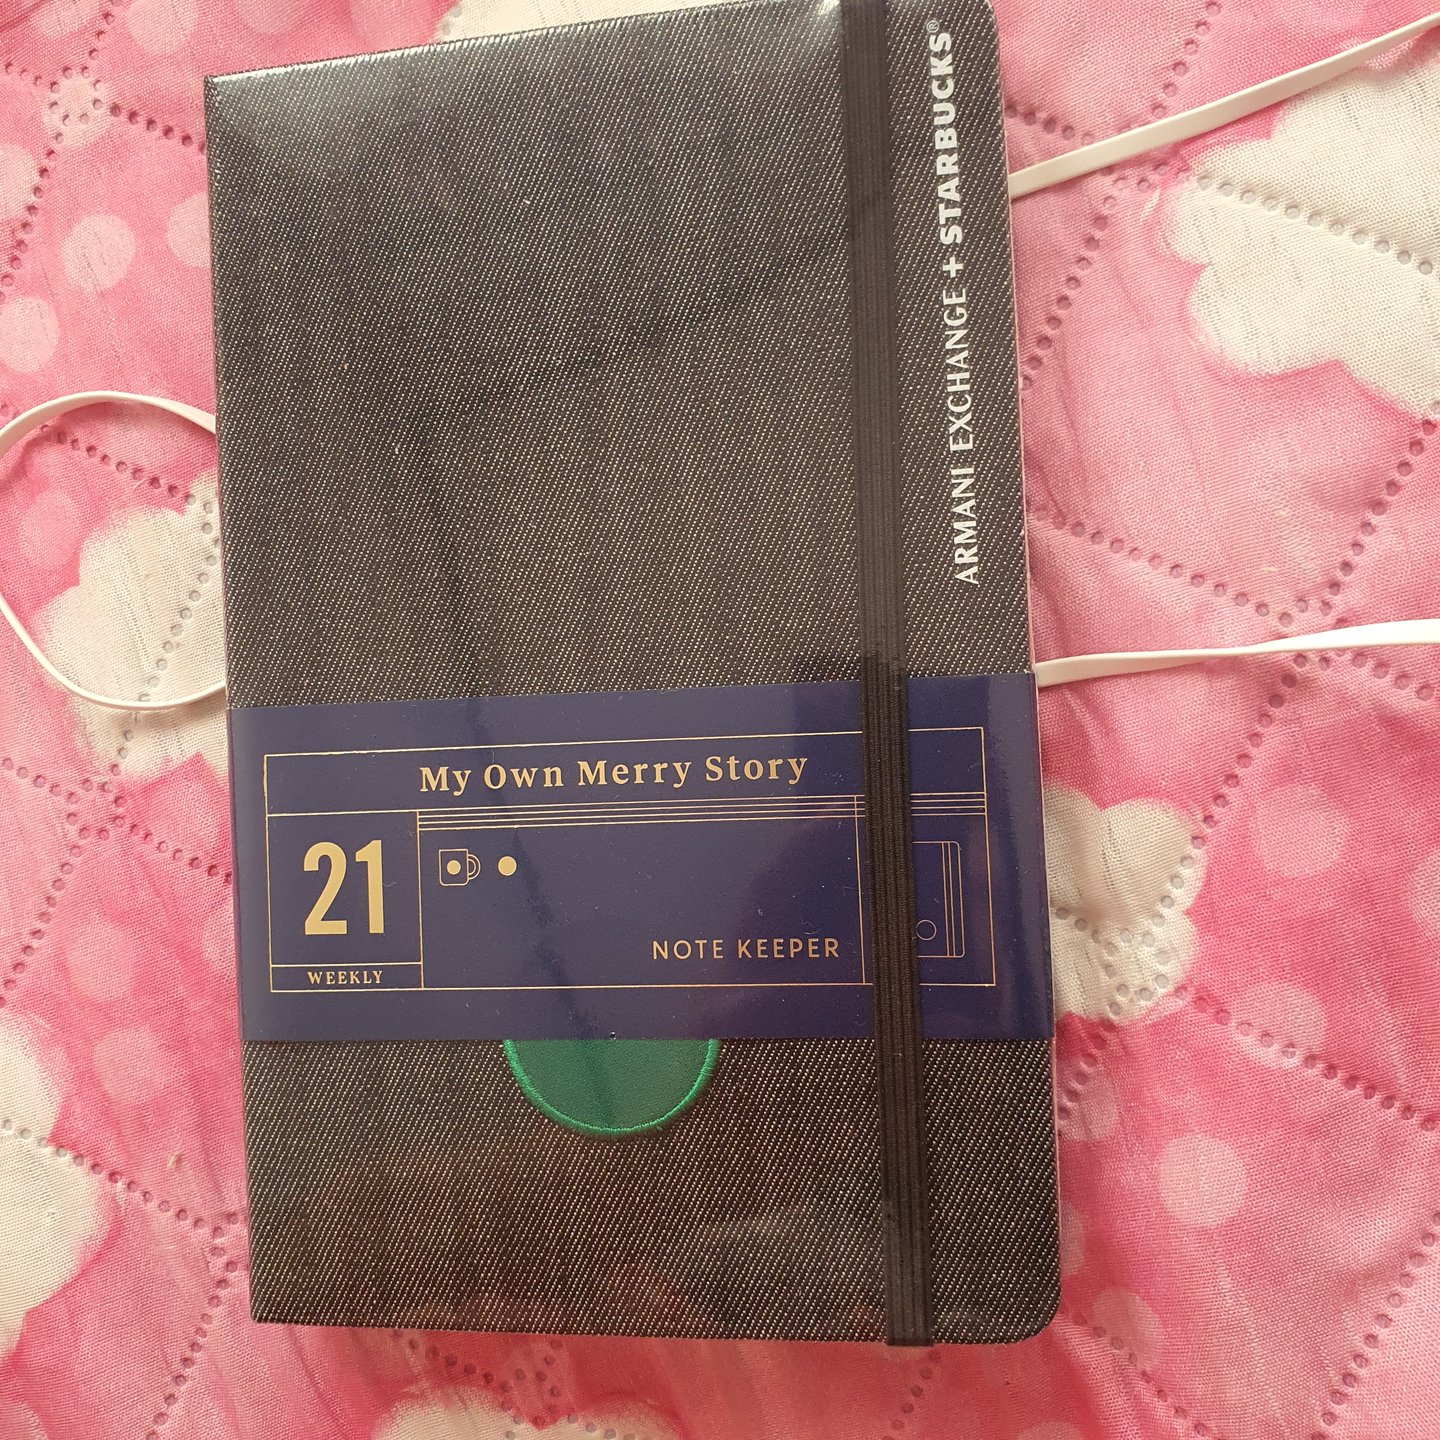 ARMANI EXCHANGE + STARBUCKS®
My Own Merry Story
21
WEEKLY
NOTE KEEPER